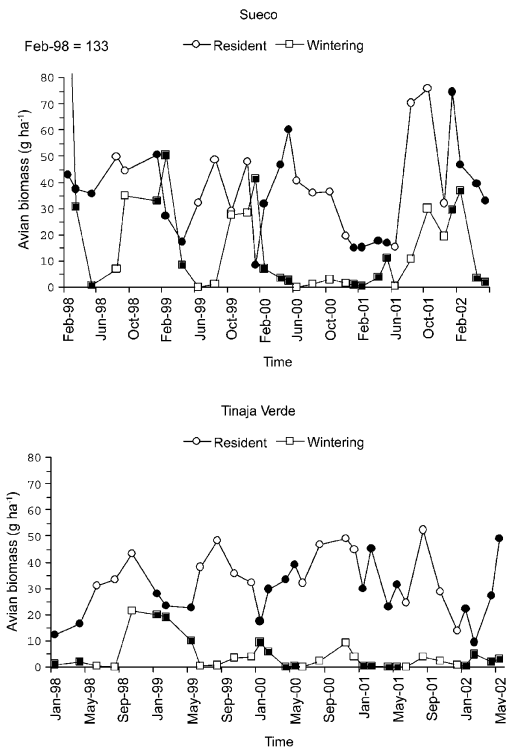 Sueco
Feb-98 = 133
Resident
Wintering
80
70
60
50
40
30
20
10
0
Avian biomass (g ha⁻¹)
Feb-98
Jun-98
Oct-98
Feb-99
Jun-99
Oct-99
Feb-00
Jun-00
Oct-00
Feb-01
Jun-01
Oct-01
Feb-02
Time
Tinaja Verde
Resident
Wintering
80
70
60
50
40
30
20
10
0
Avian biomass (g ha⁻¹)
Jan-98
May-98
Sep-98
Jan-99
May-99
Sep-99
Jan-00
May-00
Sep-00
Jan-01
May-01
Sep-01
Jan-02
May-02
Time